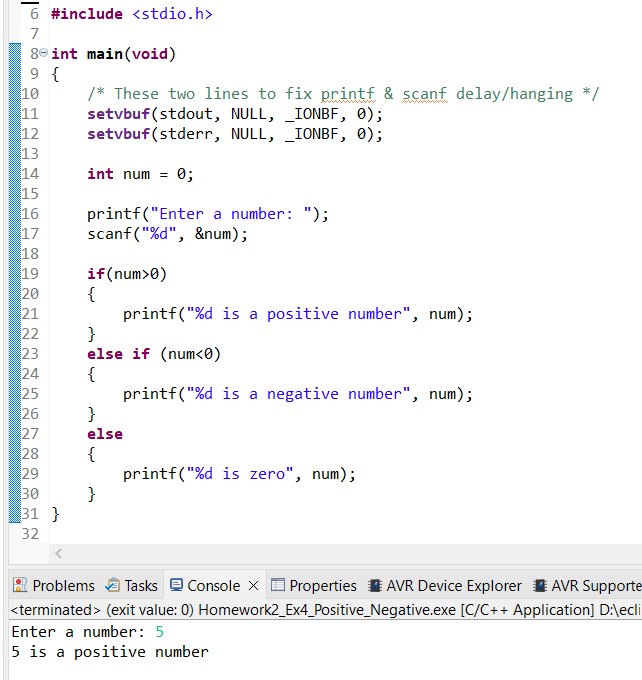 6 #include <stdio.h>
7
8 int main(void)
9 {
10 /* These two lines to fix printf & scanf delay/hanging */
11 setvbuf(stdout, NULL, _IONBF, 0);
12 setvbuf(stderr, NULL, _IONBF, 0);
13
14 int num = 0;
15
16 printf("Enter a number: ");
17 scanf("%d", &num);
18
19 if(num>0)
20 {
21 printf("%d is a positive number", num);
22 }
23 else if (num<0)
24 {
25 printf("%d is a negative number", num);
26 }
27 else
28 {
29 printf("%d is zero", num);
30 }
31 }
32
Problems Tasks Console Properties AVR Device Explorer AVR Supporte
<terminated> (exit value: 0) Homework2_Ex4_Positive_Negative.exe [C/C++ Application] D:\ecli
Enter a number: 5
5 is a positive number